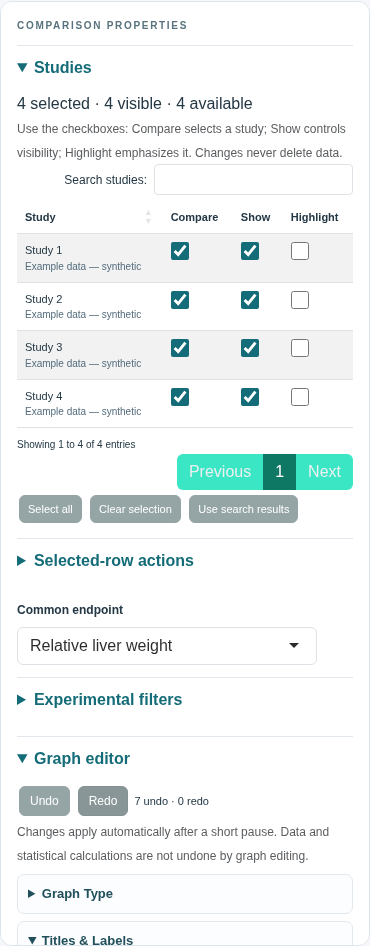 COMPARISON PROPERTIES
Studies
4 selected · 4 visible · 4 available
Use the checkboxes: Compare selects a study; Show controls
visibility; Highlight emphasizes it. Changes never delete data.
Search studies:
Study Compare Show Highlight
Study 1
Example data — synthetic
Study 2
Example data — synthetic
Study 3
Example data — synthetic
Study 4
Example data — synthetic
Showing 1 to 4 of 4 entries
Previous 1 Next
Select all Clear selection Use search results
Selected-row actions
Common endpoint
Relative liver weight
Experimental filters
Graph editor
Undo Redo 7 undo · 0 redo
Changes apply automatically after a short pause. Data and
statistical calculations are not undone by graph editing.
Graph Type
Titles & Labels